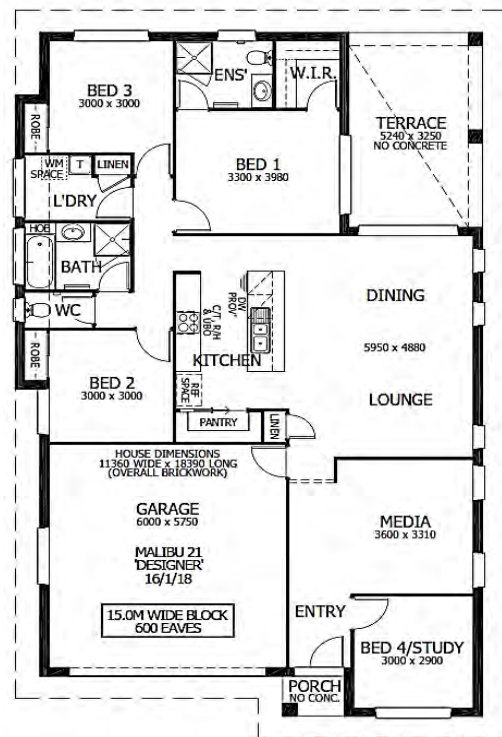 BED 3
3000 x 3000
ENS'
W.I.R.
TERRACE
5240 x 3250
NO CONCRETE
ROBE
WM
SPACE
T
LINEN
L'DRY
BED 1
3300 x 3980
HOB
BATH
WC
DW
PROV'
C/T, R/H
& UBO
KITCHEN
DINING
5950 x 4880
LOUNGE
ROBE
BED 2
3000 x 3000
REF
SPACE
PANTRY
LINEN
HOUSE DIMENSIONS
11360 WIDE x 18390 LONG
(OVERALL BRICKWORK)
GARAGE
6000 x 5750
MALIBU 21
'DESIGNER'
16/1/18
15.0M WIDE BLOCK
600 EAVES
MEDIA
3600 x 3310
ENTRY
BED 4/STUDY
3000 x 2900
PORCH
NO CONC.